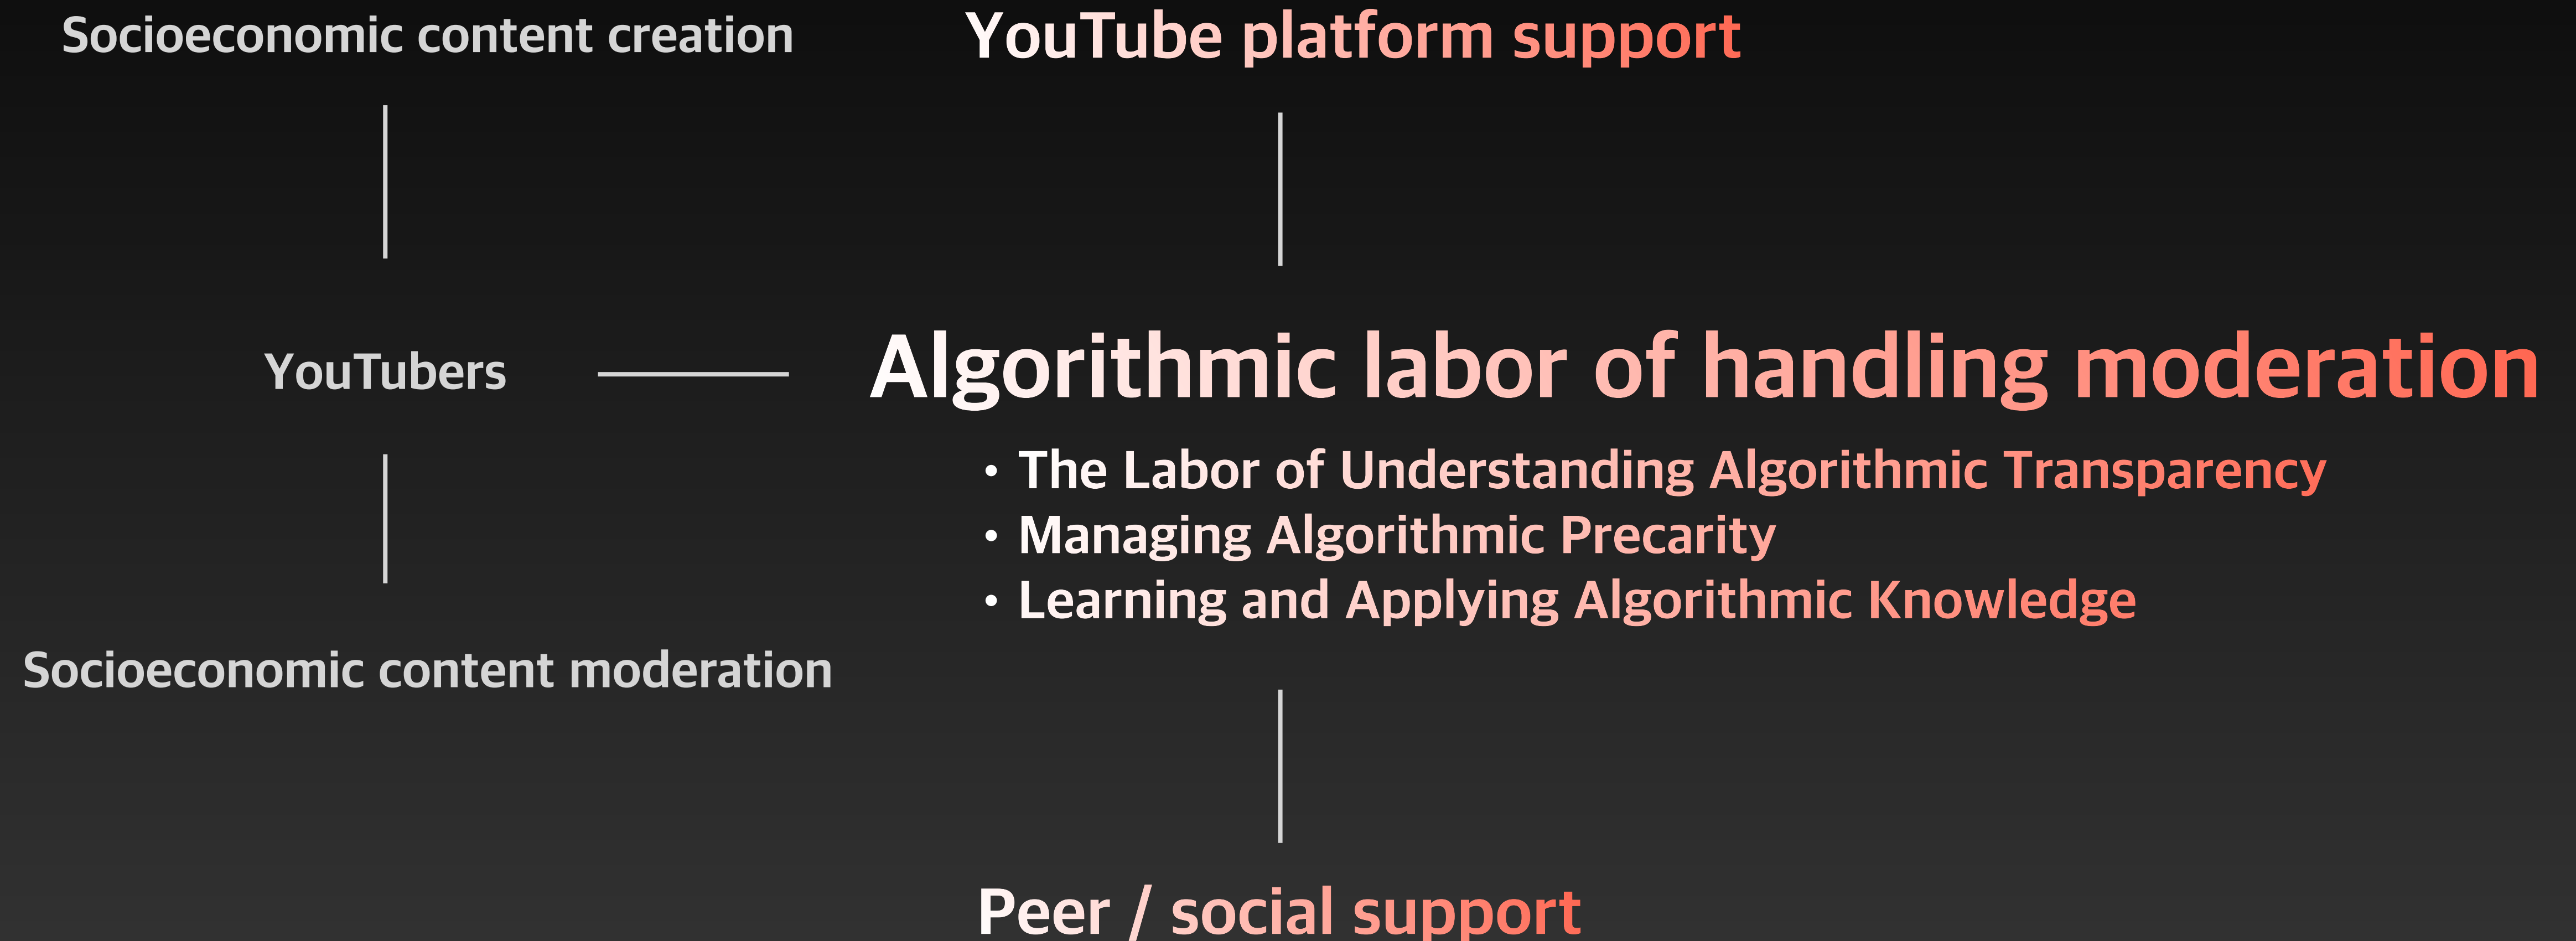 Socioeconomic content creation
YouTube platform support
YouTubers
Algorithmic labor of handling moderation
• The Labor of Understanding Algorithmic Transparency
• Managing Algorithmic Precarity
• Learning and Applying Algorithmic Knowledge
Socioeconomic content moderation
Peer / social support